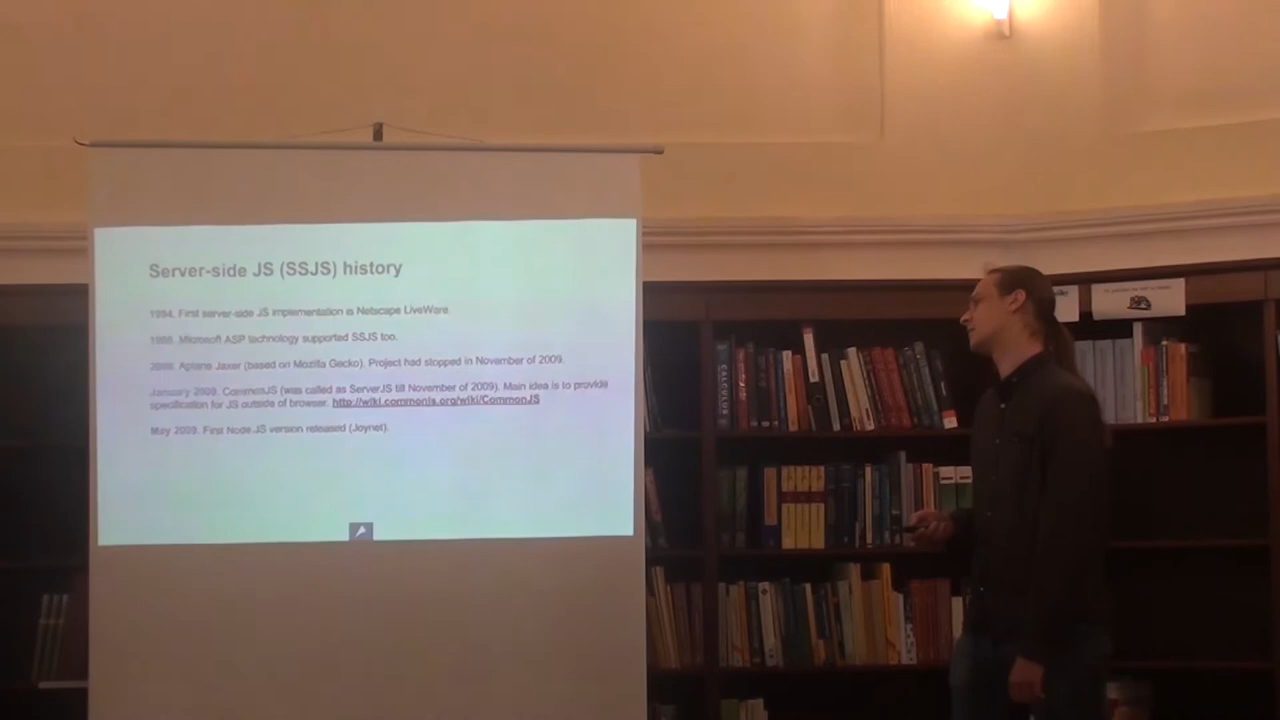 Server-side JS (SSJS) history
1994. First server-side JS implementation is Netscape LiveWare.
Microsoft ASP technology supported SSJS too.
Aptana Jaxer (based on Mozilla Gecko). Project had stopped in November of 2009.
January 2009. CommonJS (was called as ServerJS till November of 2009). Main idea is to provide
specification for JS outside of browser. http://wiki.commonjs.org/wiki/CommonJS
May 2009. First Node.JS version released (Joynet).
CALCULUS